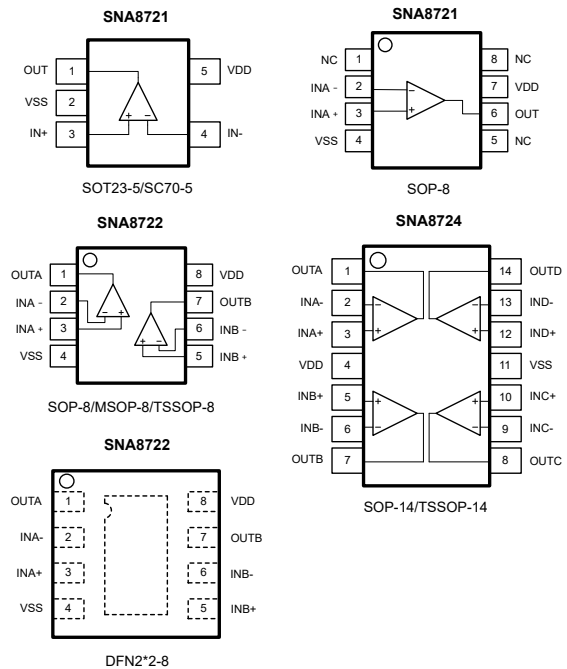 SNA8721
OUT 1 5 VDD
VSS 2
IN+ 3 4 IN-
+ −
SOT23-5/SC70-5
SNA8721
NC 1 8 NC
INA - 2 − 7 VDD
INA + 3 + 6 OUT
VSS 4 5 NC
SOP-8
SNA8722
OUTA 1 8 VDD
INA - 2 − + 7 OUTB
INA + 3 6 INB -
+ −
VSS 4 5 INB +
SOP-8/MSOP-8/TSSOP-8
SNA8724
OUTA 1 14 OUTD
INA- 2 − − 13 IND-
INA+ 3 + + 12 IND+
VDD 4 11 VSS
INB+ 5 + + 10 INC+
INB- 6 − − 9 INC-
OUTB 7 8 OUTC
SOP-14/TSSOP-14
SNA8722
OUTA 1 8 VDD
INA- 2 7 OUTB
INA+ 3 6 INB-
VSS 4 5 INB+
DFN2*2-8